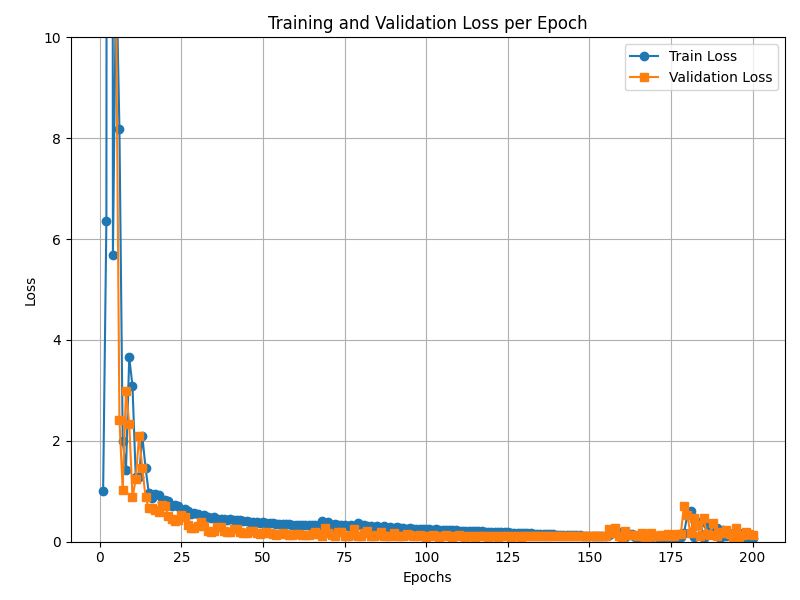 Training and Validation Loss per Epoch
Train Loss
Validation Loss
Loss
10
8
6
4
2
0
0 25 50 75 100 125 150 175 200
Epochs